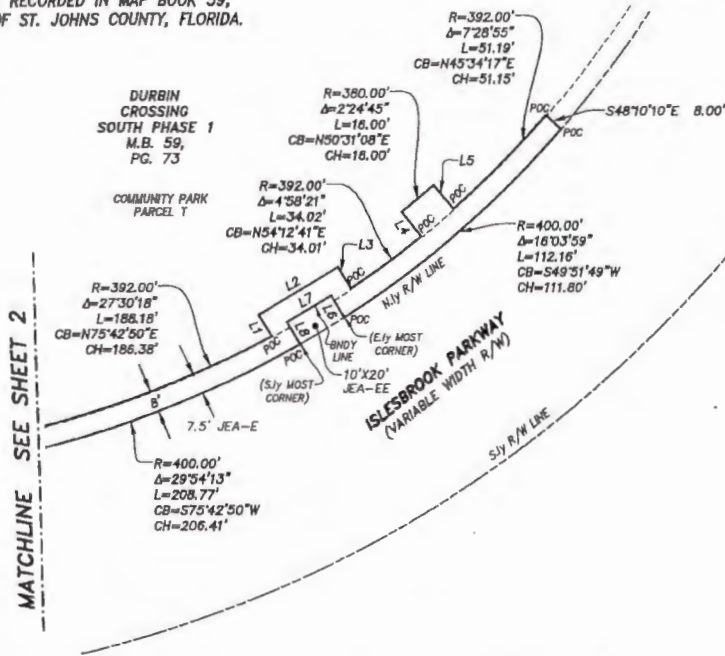 RECORDED IN MAP BOOK 59,
OF ST. JOHNS COUNTY, FLORIDA.
DURBIN
CROSSING
SOUTH PHASE 1
M.B. 59,
PG. 73
COMMUNITY PARK
PARCEL T
R=392.00'
Δ=7°28'55"
L=51.19'
CB=N45°34'17"E
CH=51.15'
POC
S48°10'10"E 8.00'
POC
R=380.00'
Δ=2°24'45"
L=16.00'
CB=N50°31'08"E
CH=16.00'
L5
L4
POC
POC
R=392.00'
Δ=4°58'21"
L=34.02'
CB=N54°12'41"E
CH=34.01'
L3
L2
L1
POC
POC
R=400.00'
Δ=16°03'59"
L=112.16'
CB=S49°51'49"W
CH=111.80'
N.ly R/W LINE
L7
L6
L8
POC
POC
(E.ly MOST
CORNER)
BNDY
LINE
10'X20'
JEA-EE
(S.ly MOST
CORNER)
ISLESBROOK PARKWAY
(VARIABLE WIDTH R/W)
S.ly R/W LINE
R=392.00'
Δ=27°30'18"
L=188.18'
CB=N75°42'50"E
CH=186.38'
8'
7.5' JEA-E
R=400.00'
Δ=29°54'13"
L=208.77'
CB=S75°42'50"W
CH=206.41'
MATCHLINE SEE SHEET 2